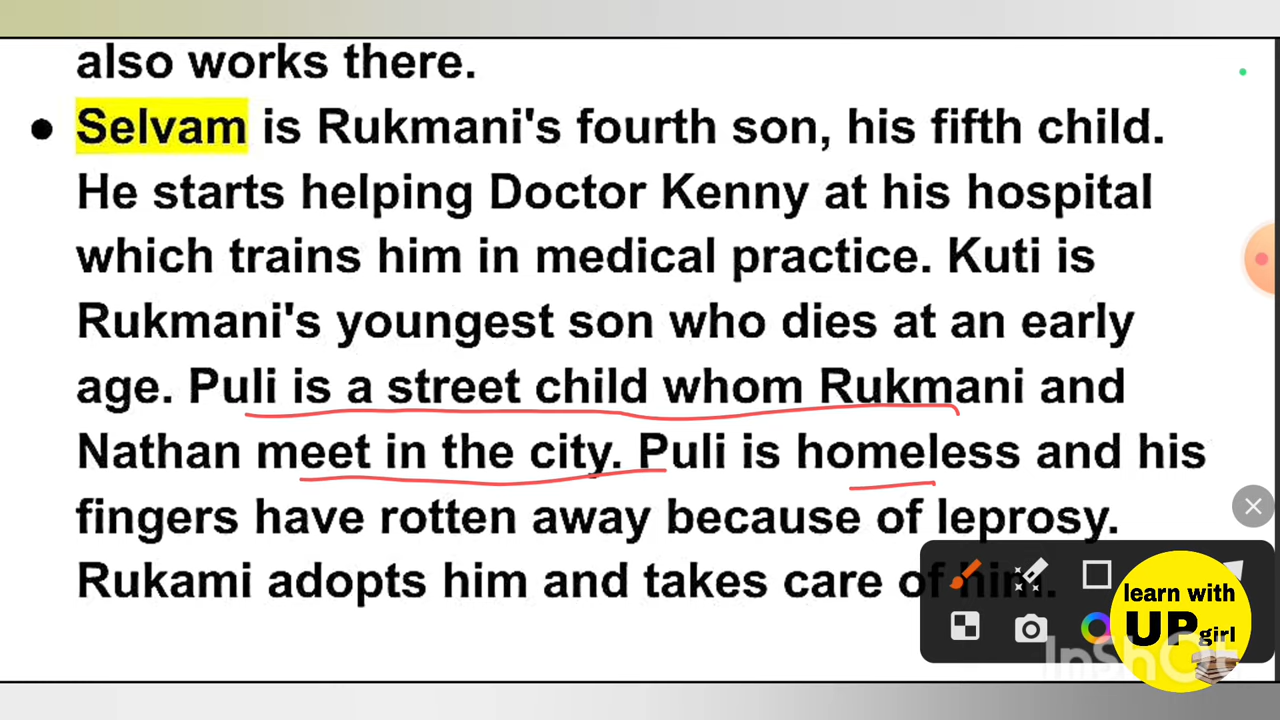 also works there.
● Selvam is Rukmani's fourth son, his fifth child.
He starts helping Doctor Kenny at his hospital
which trains him in medical practice. Kuti is
Rukmani's youngest son who dies at an early
age. Puli is a street child whom Rukmani and
Nathan meet in the city. Puli is homeless and his
fingers have rotten away because of leprosy.
Rukami adopts him and takes care of him.
learn with
UP girl
InShOt